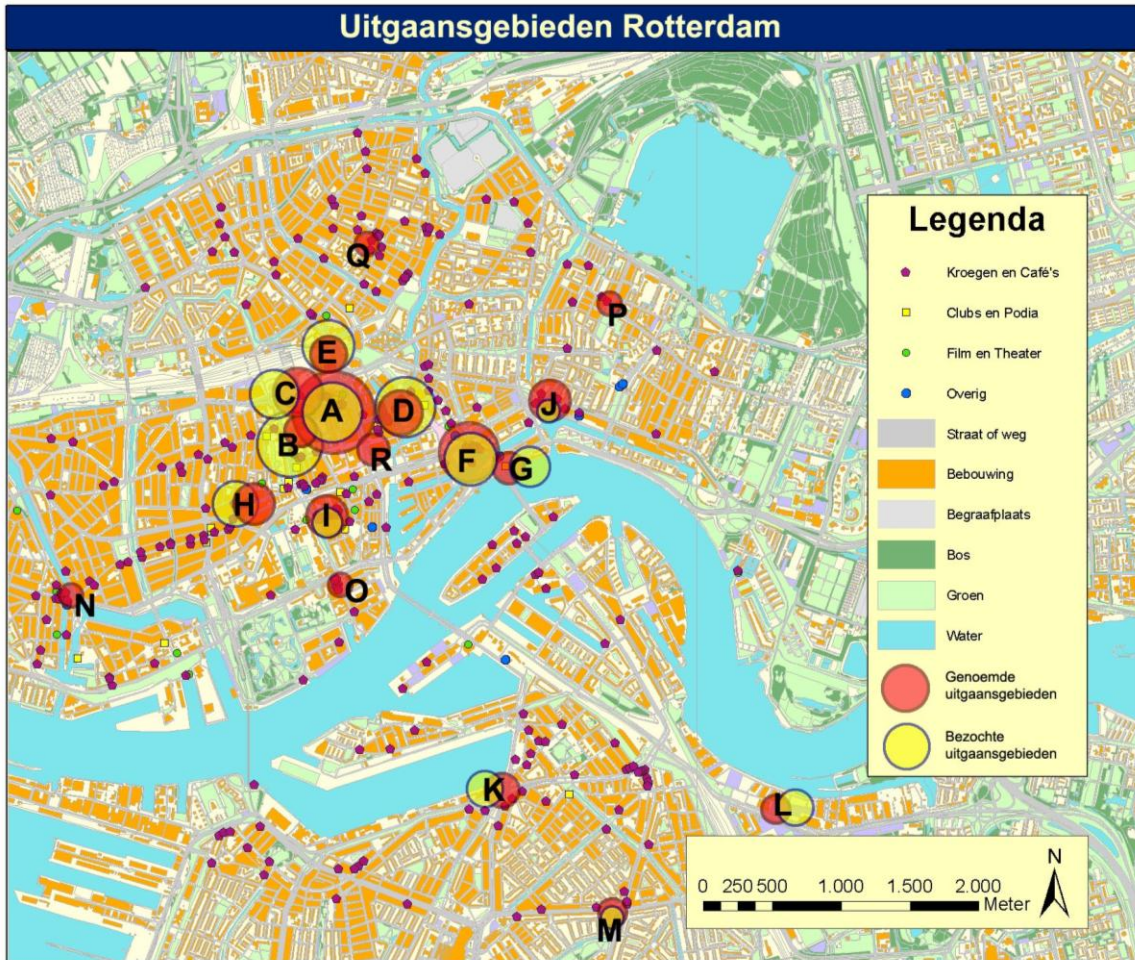 Uitgaansgebieden Rotterdam
Legenda
Kroegen en Café's
Clubs en Podia
Film en Theater
Overig
Straat of weg
Bebouwing
Begraafplaats
Bos
Groen
Water
Genoemde
uitgaansgebieden
Bezochte
uitgaansgebieden
Q
P
E
C
A
D
J
B
R
F
G
H
I
N
O
K
L
M
N
0 250 500 1.000 1.500 2.000
Meter